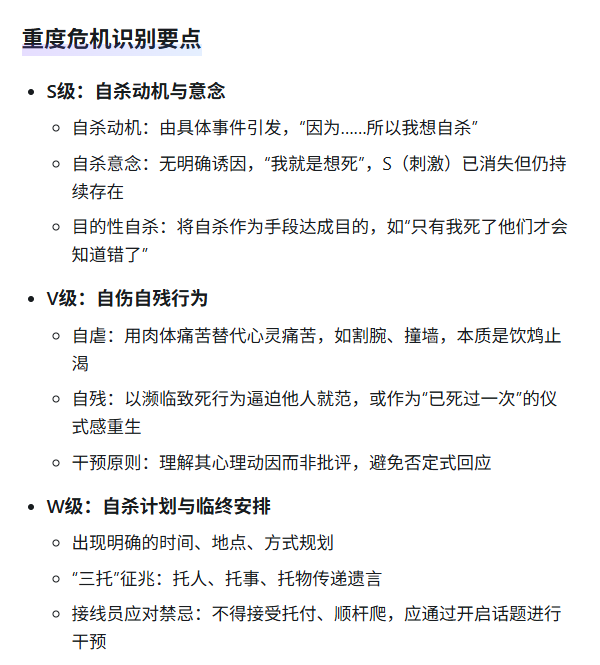 重度危机识别要点
• S级：自杀动机与意念
◦ 自杀动机：由具体事件引发，“因为……所以我想自杀”
◦ 自杀意念：无明确诱因，“我就是想死”，S（刺激）已消失但仍持
续存在
◦ 目的性自杀：将自杀作为手段达成目的，如“只有我死了他们才会
知道错了”
• V级：自伤自残行为
◦ 自虐：用肉体痛苦替代心灵痛苦，如割腕、撞墙，本质是饮鸩止
渴
◦ 自残：以濒临致死行为逼迫他人就范，或作为“已死过一次”的仪
式感重生
◦ 干预原则：理解其心理动因而非批评，避免否定式回应
• W级：自杀计划与临终安排
◦ 出现明确的时间、地点、方式规划
◦ “三托”征兆：托人、托事、托物传递遗言
◦ 接线员应对禁忌：不得接受托付、顺杆爬，应通过开启话题进行
干预